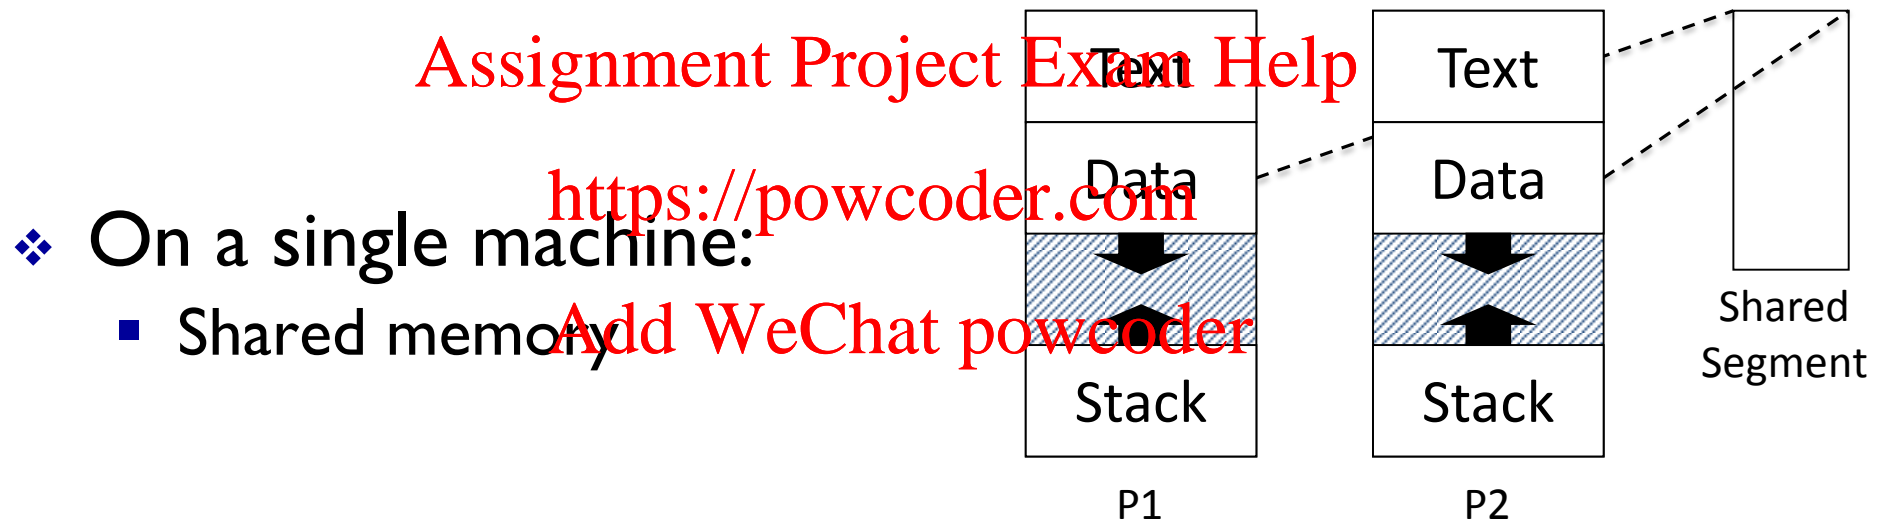 Assignment Project Exam Help
https://powcoder.com
Add WeChat powcoder
❖ On a single machine:
▪ Shared memory
Text
Data
Stack
P1
Text
Data
Stack
P2
Shared
Segment